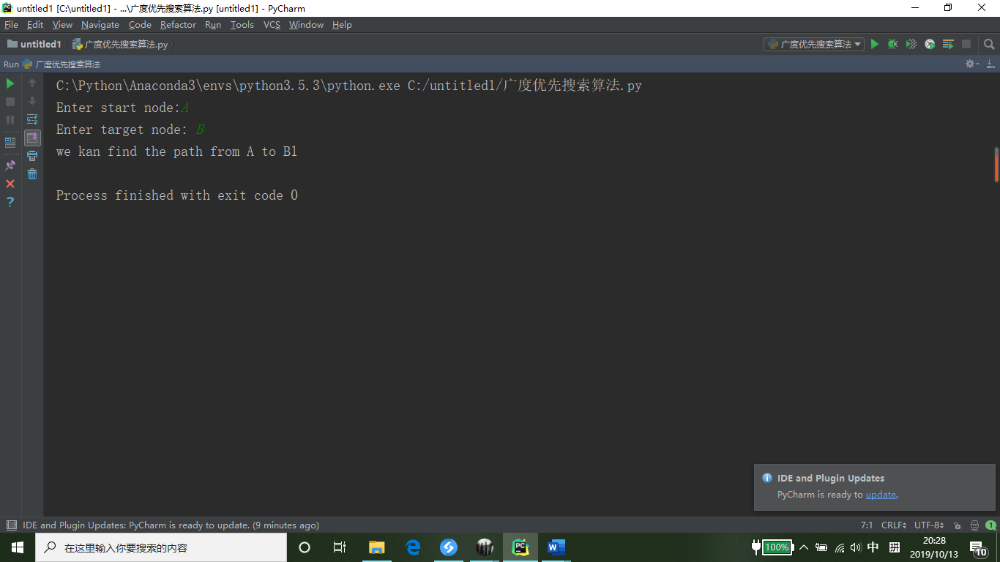 untitled1 [C:\untitled1] - ...\广度优先搜索算法.py [untitled1] - PyCharm
File Edit View Navigate Code Refactor Run Tools VCS Window Help
untitled1 广度优先搜索算法.py 广度优先搜索算法
Run 广度优先搜索算法
C:\Python\Anaconda3\envs\python3.5.3\python.exe C:/untitled1/广度优先搜索算法.py
Enter start node:A
Enter target node: B
we kan find the path from A to B1
Process finished with exit code 0
IDE and Plugin Updates
PyCharm is ready to update.
IDE and Plugin Updates: PyCharm is ready to update. (9 minutes ago) 7:1 CRLF UTF-8 1
在这里输入你要搜索的内容 100% 中 拼 20:28
2019/10/13 10